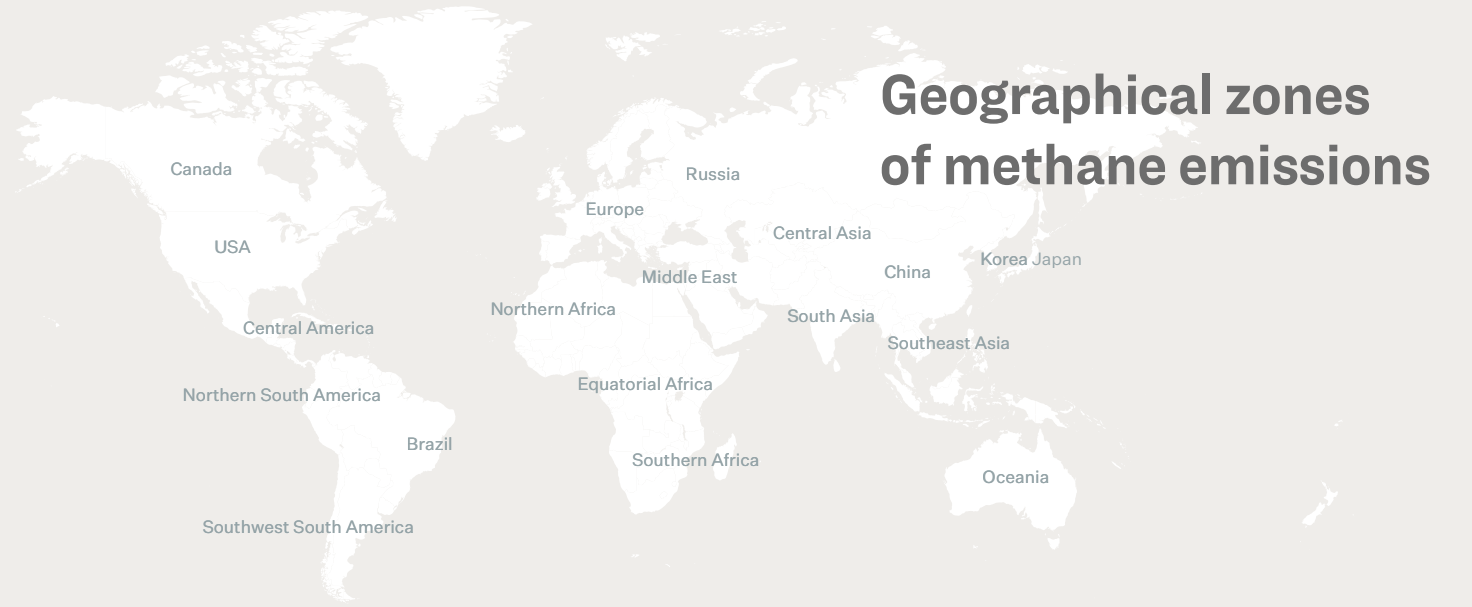 Geographical zones
of methane emissions
Canada
Russia
Europe
USA
Central Asia
Korea Japan
China
Middle East
Northern Africa
South Asia
Central America
Southeast Asia
Equatorial Africa
Northern South America
Brazil
Southern Africa
Oceania
Southwest South America